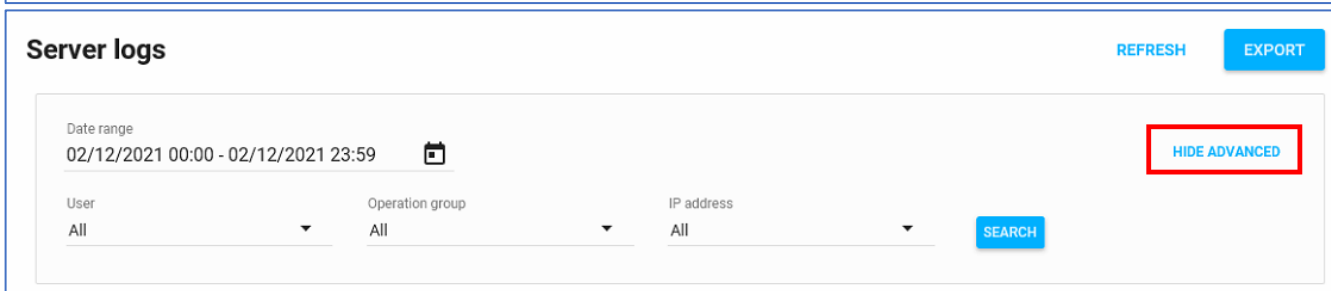 Server logs
REFRESH
EXPORT
Date range
02/12/2021 00:00 - 02/12/2021 23:59
HIDE ADVANCED
User
Operation group
IP address
All
All
All
SEARCH